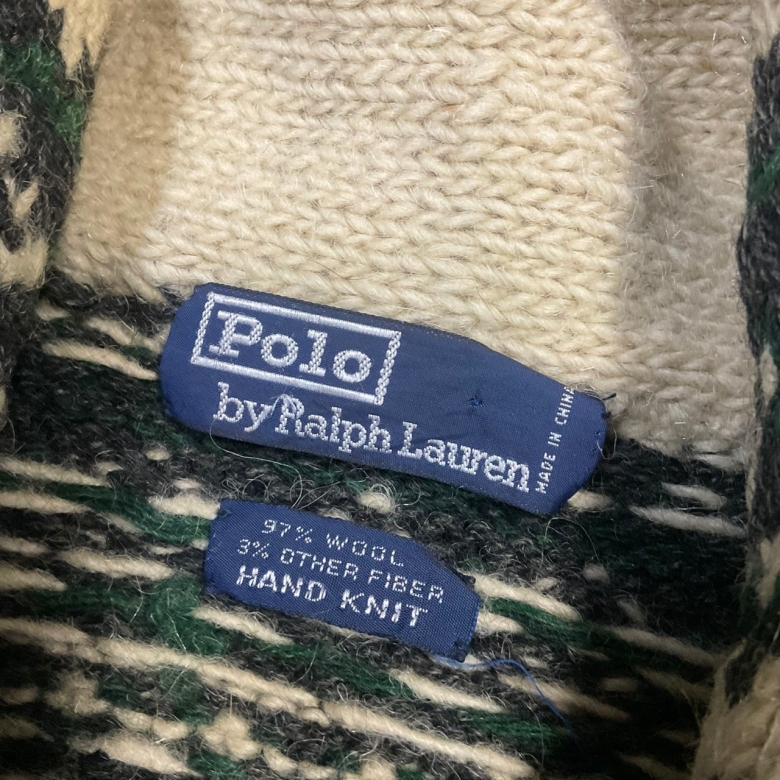 Polo
by Ralph Lauren
MADE IN CHINA
97% WOOL
3% OTHER FIBER
HAND KNIT